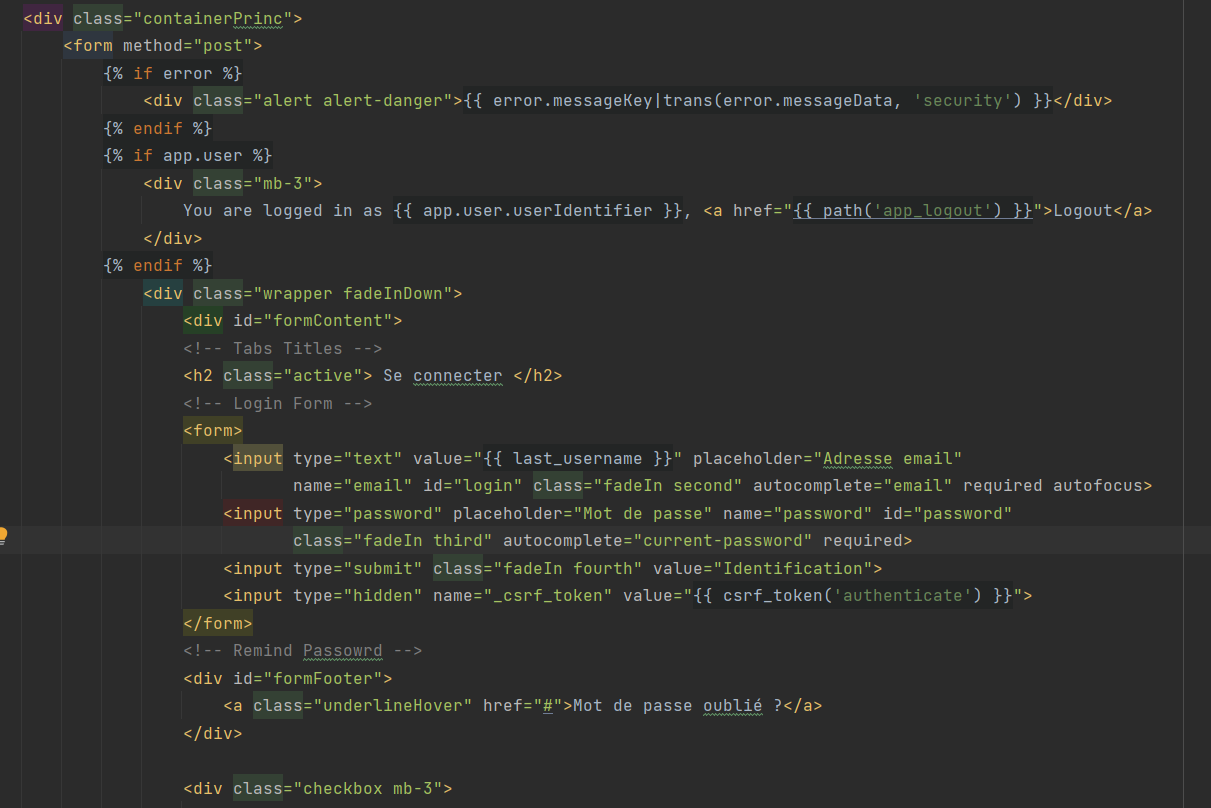 <div class="containerPrinc">
<form method="post">
{% if error %}
<div class="alert alert-danger">{{ error.messageKey|trans(error.messageData, 'security') }}</div>
{% endif %}
{% if app.user %}
<div class="mb-3">
You are logged in as {{ app.user.userIdentifier }}, <a href="{{ path('app_logout') }}">Logout</a>
</div>
{% endif %}
<div class="wrapper fadeInDown">
<div id="formContent">
<!-- Tabs Titles -->
<h2 class="active"> Se connecter </h2>
<!-- Login Form -->
<form>
<input type="text" value="{{ last_username }}" placeholder="Adresse email"
name="email" id="login" class="fadeIn second" autocomplete="email" required autofocus>
<input type="password" placeholder="Mot de passe" name="password" id="password"
class="fadeIn third" autocomplete="current-password" required>
<input type="submit" class="fadeIn fourth" value="Identification">
<input type="hidden" name="_csrf_token" value="{{ csrf_token('authenticate') }}">
</form>
<!-- Remind Passowrd -->
<div id="formFooter">
<a class="underlineHover" href="#">Mot de passe oublié ?</a>
</div>
<div class="checkbox mb-3">